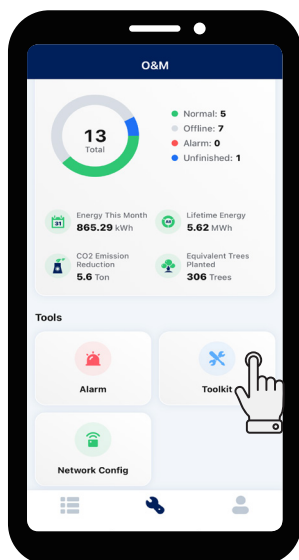 O&M
13
Total
Normal: 5
Offline: 7
Alarm: 0
Unfinished: 1
31
Energy This Month
865.29 kWh
Lifetime Energy
5.62 MWh
CO2 Emission
Reduction
5.6 Ton
Equivalent Trees
Planted
306 Trees
Tools
Alarm
Toolkit
Network Config